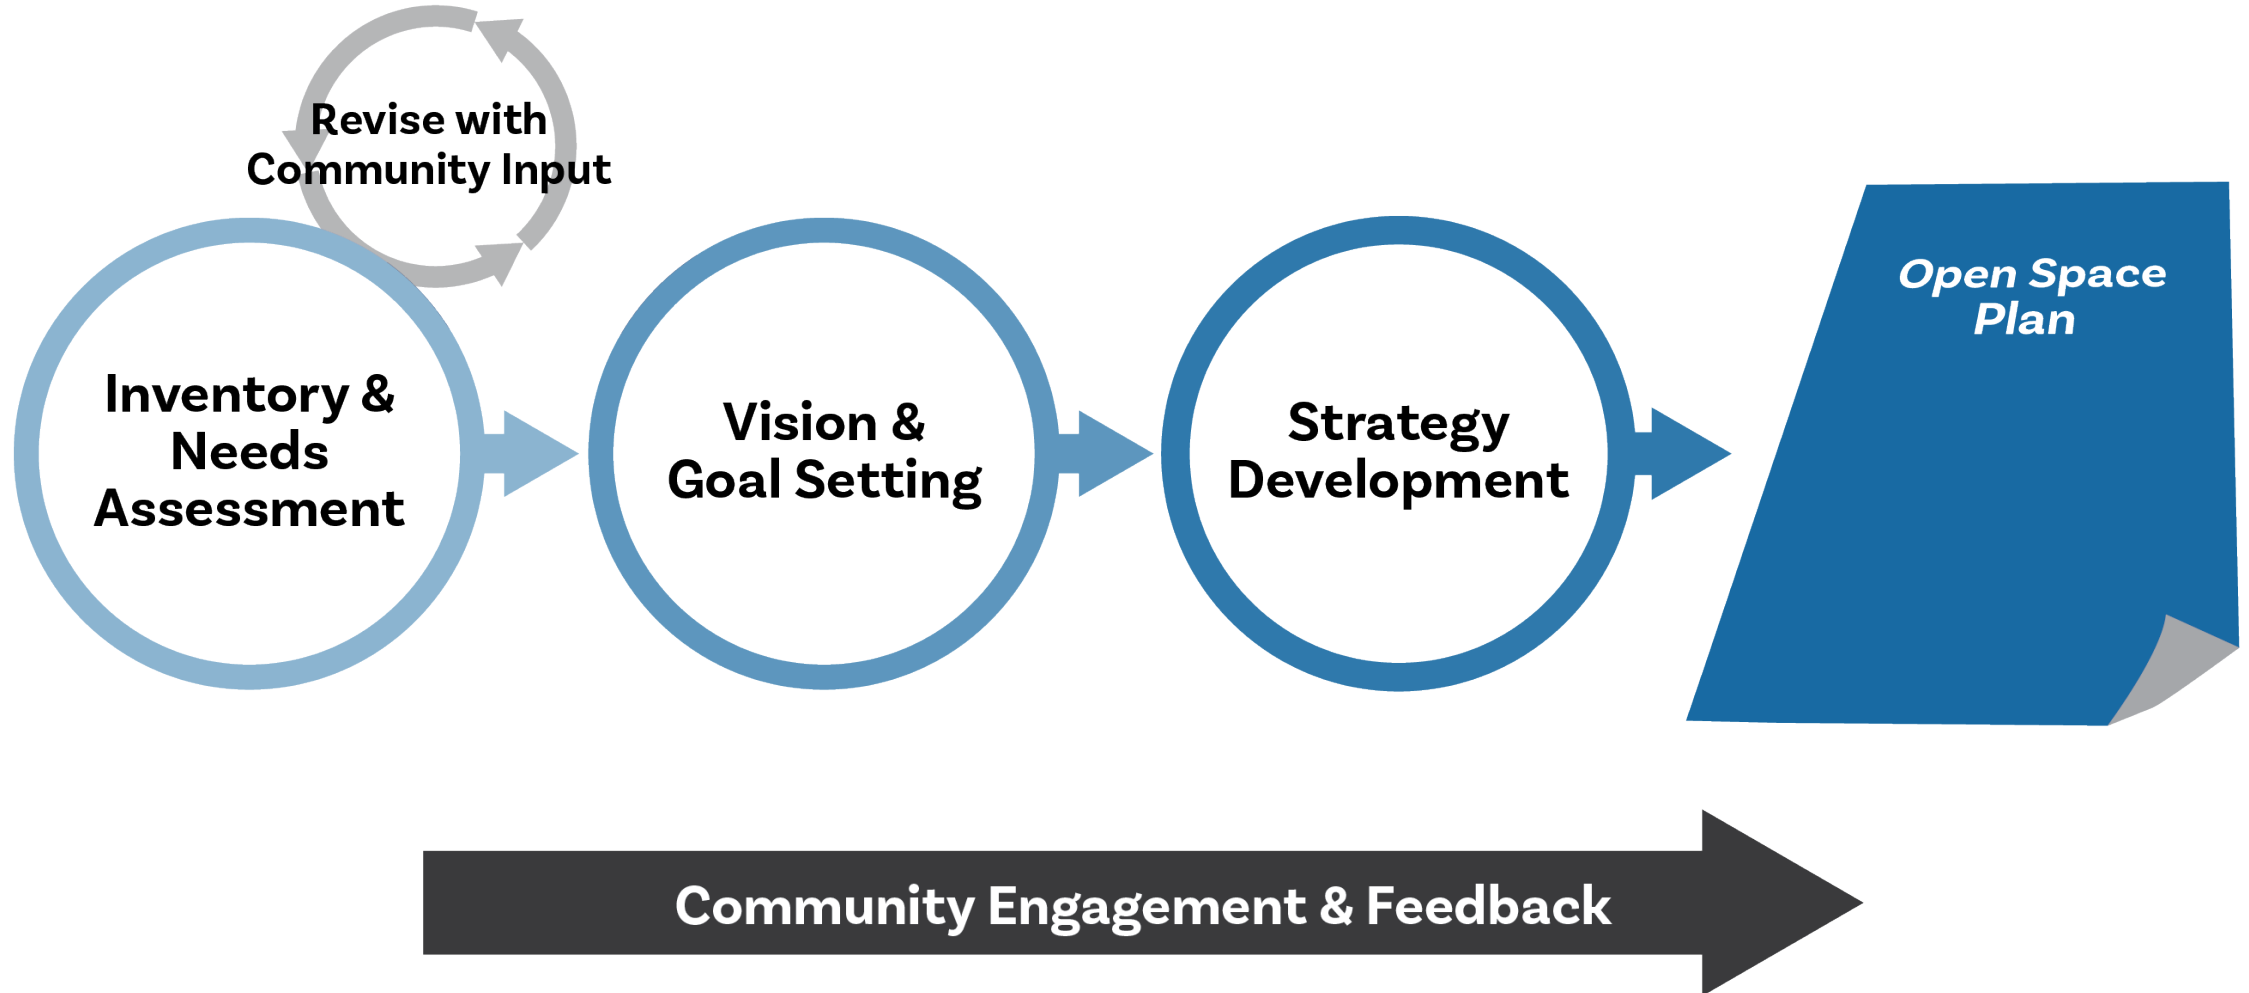 Revise with
Community Input
Inventory &
Needs
Assessment
Vision &
Goal Setting
Strategy
Development
Open Space
Plan
Community Engagement & Feedback